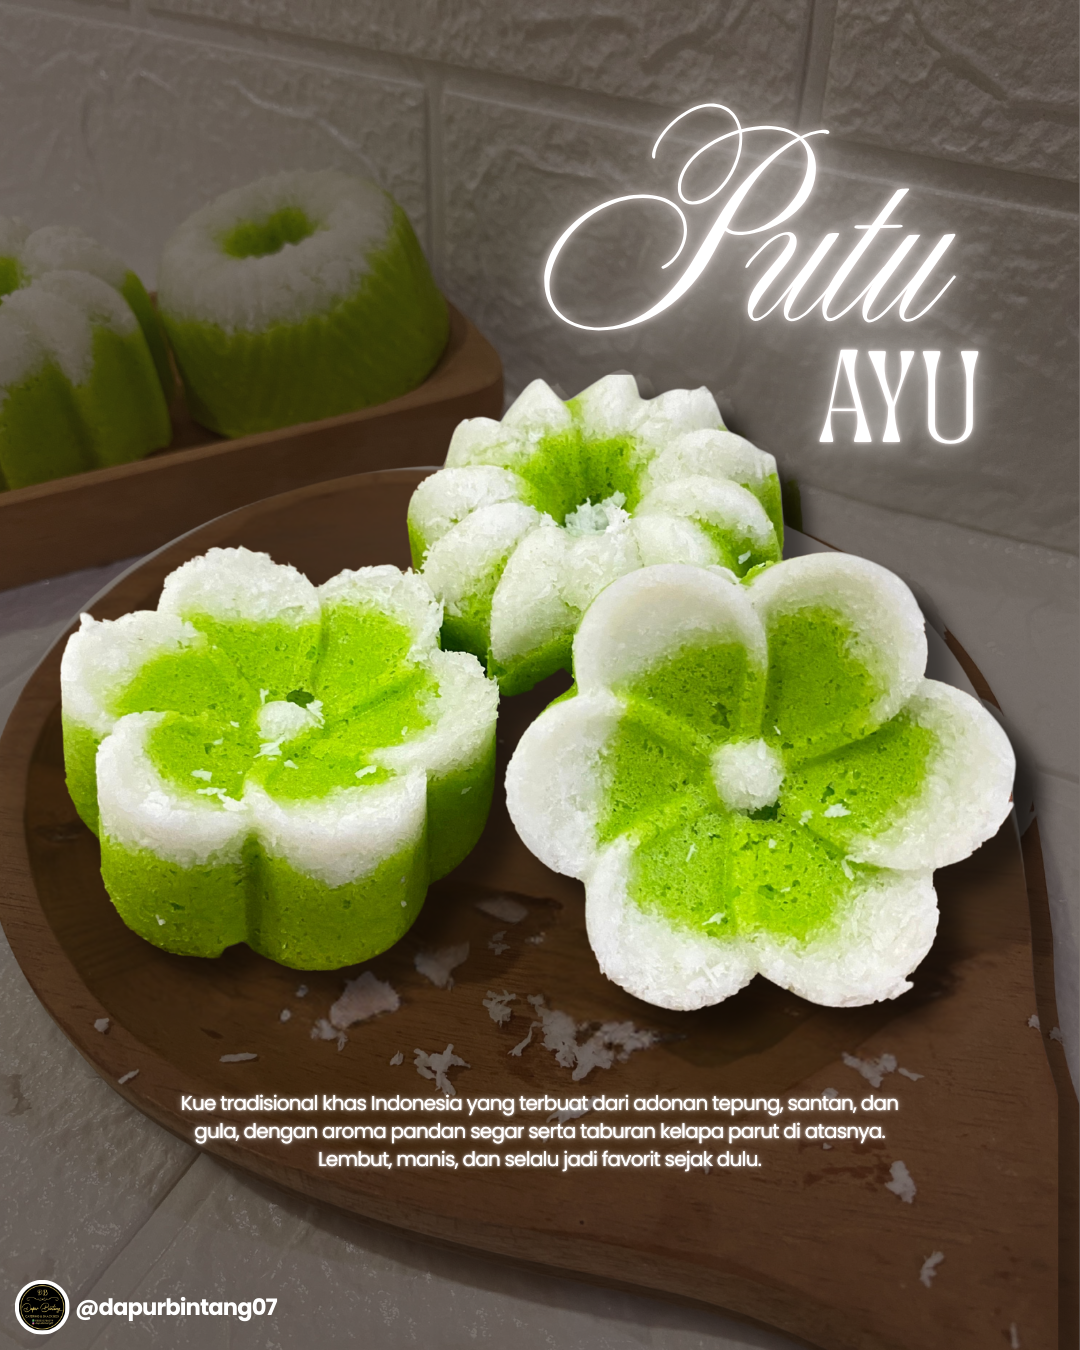 Putu
AYU
Kue tradisional khas Indonesia yang terbuat dari adonan tepung, santan, dan
gula, dengan aroma pandan segar serta taburan kelapa parut di atasnya.
Lembut, manis, dan selalu jadi favorit sejak dulu.
@dapurbintang07